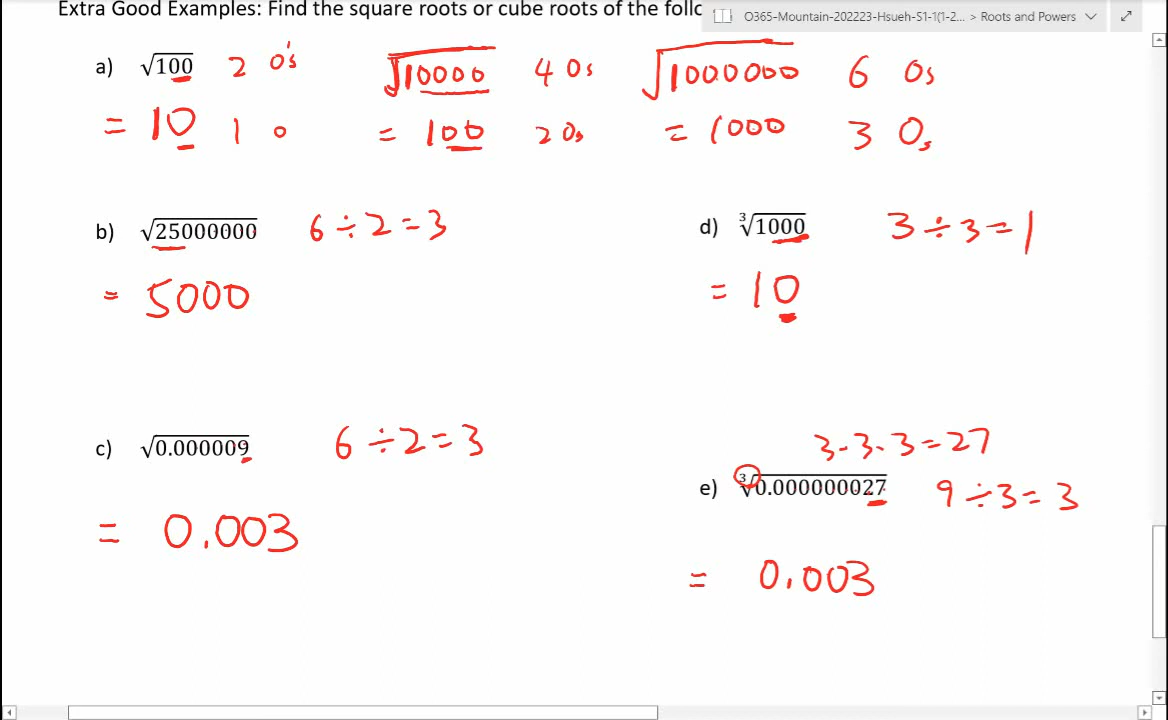 Extra Good Examples: Find the square roots or cube roots of the follo
O365-Mountain-202223-Hsueh-S1-1(1-2... > Roots and Powers
a) √100 2 0's √10000 4 0s √1000000 6 0s
= 10 1 0 = 100 2 0s = 1000 3 0s
b) √25000000 6 ÷ 2 = 3
= 5000
d) ∛1000 3 ÷ 3 = 1
= 10
c) √0.000009 6 ÷ 2 = 3
= 0.003
3·3·3 = 27
e) ∛0.000000027 9 ÷ 3 = 3
= 0.003